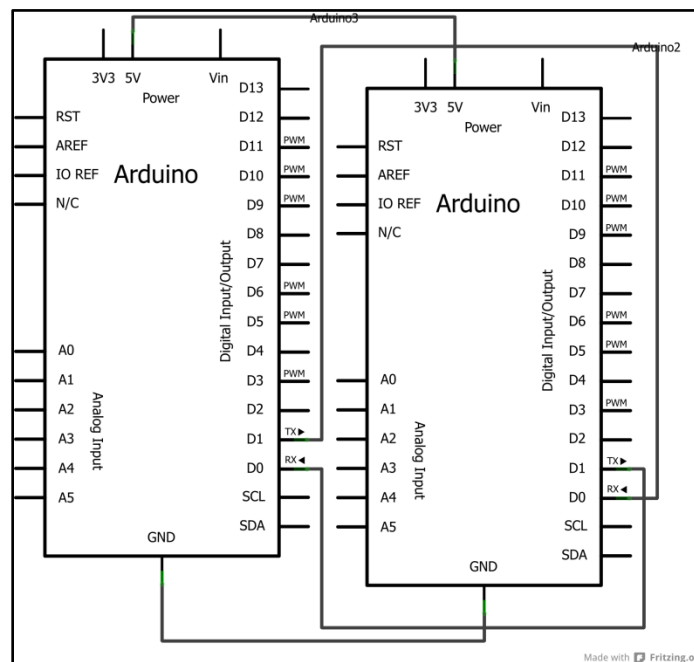 Arduino3
Arduino2
3V3
5V
Vin
Power
RST
AREF
IO REF
N/C
Arduino
A0
A1
A2
A3
A4
A5
Analog Input
D13
D12
D11 PWM
D10 PWM
D9 PWM
D8
D7
D6 PWM
D5 PWM
D4
D3 PWM
D2
D1 TX
D0 RX
SCL
SDA
Digital Input/Output
GND
3V3
5V
Vin
Power
RST
AREF
IO REF
N/C
Arduino
A0
A1
A2
A3
A4
A5
Analog Input
D13
D12
D11 PWM
D10 PWM
D9 PWM
D8
D7
D6 PWM
D5 PWM
D4
D3 PWM
D2
D1 TX
D0 RX
SCL
SDA
Digital Input/Output
GND
Made with Fritzing.o